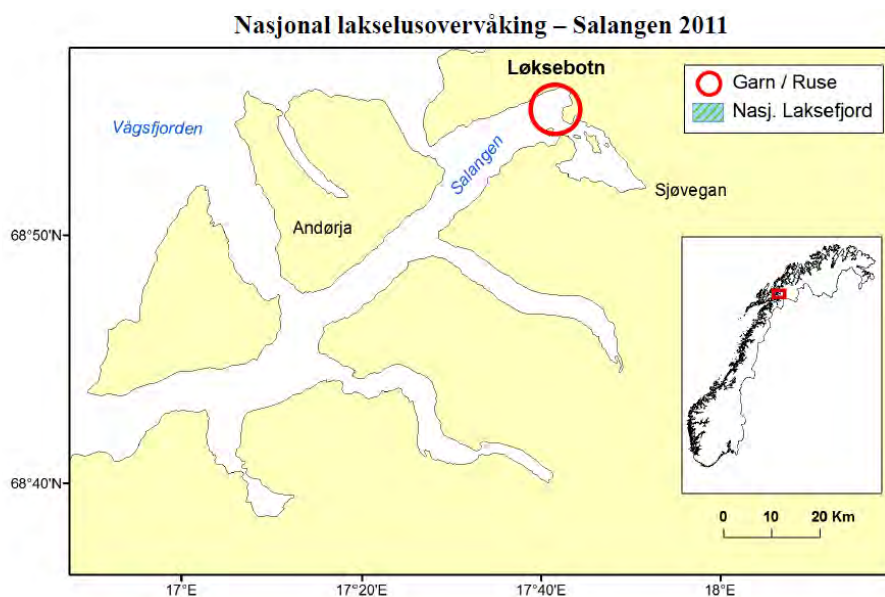 Nasjonal lakselusovervåking – Salangen 2011
Løksebotn
Garn / Ruse
Nasj. Laksefjord
Vågsfjorden
Salangen
Sjøvegan
Andørja
68°50'N
68°40'N
0 10 20 Km
17°E 17°20'E 17°40'E 18°E